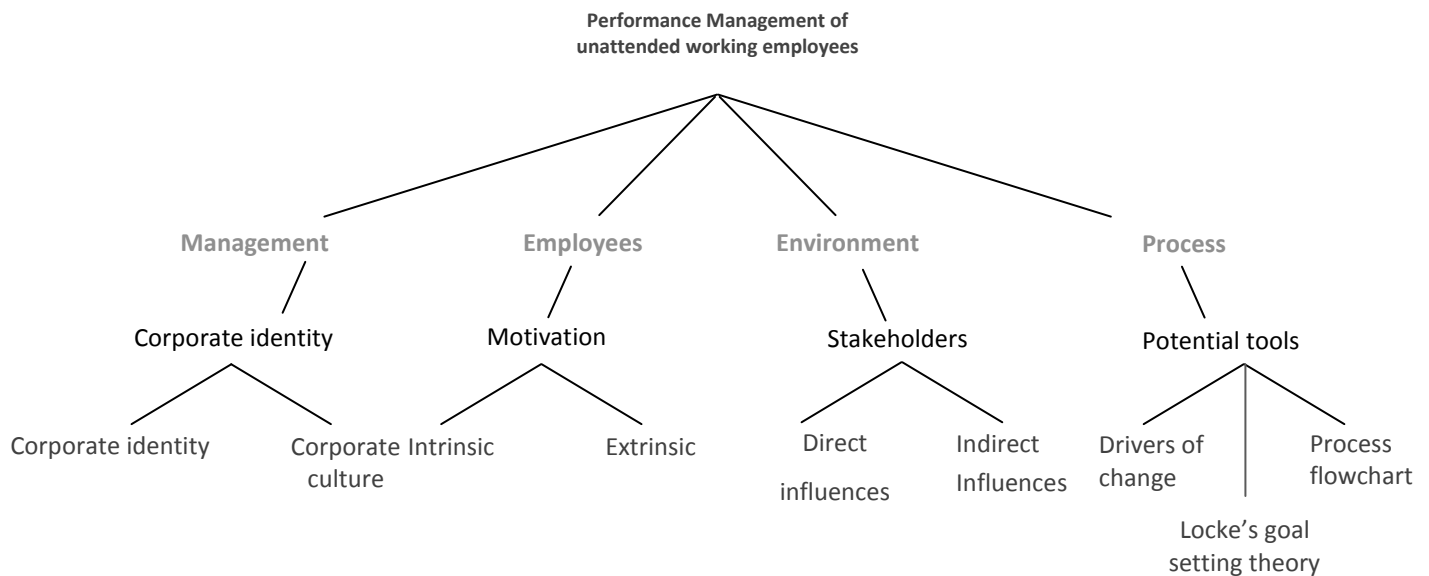 Performance Management of
unattended working employees
Management
Employees
Environment
Process
Corporate identity
Motivation
Stakeholders
Potential tools
Corporate identity
Corporate
culture
Intrinsic
Extrinsic
Direct
influences
Indirect
Influences
Drivers of
change
Locke’s goal
setting theory
Process
flowchart